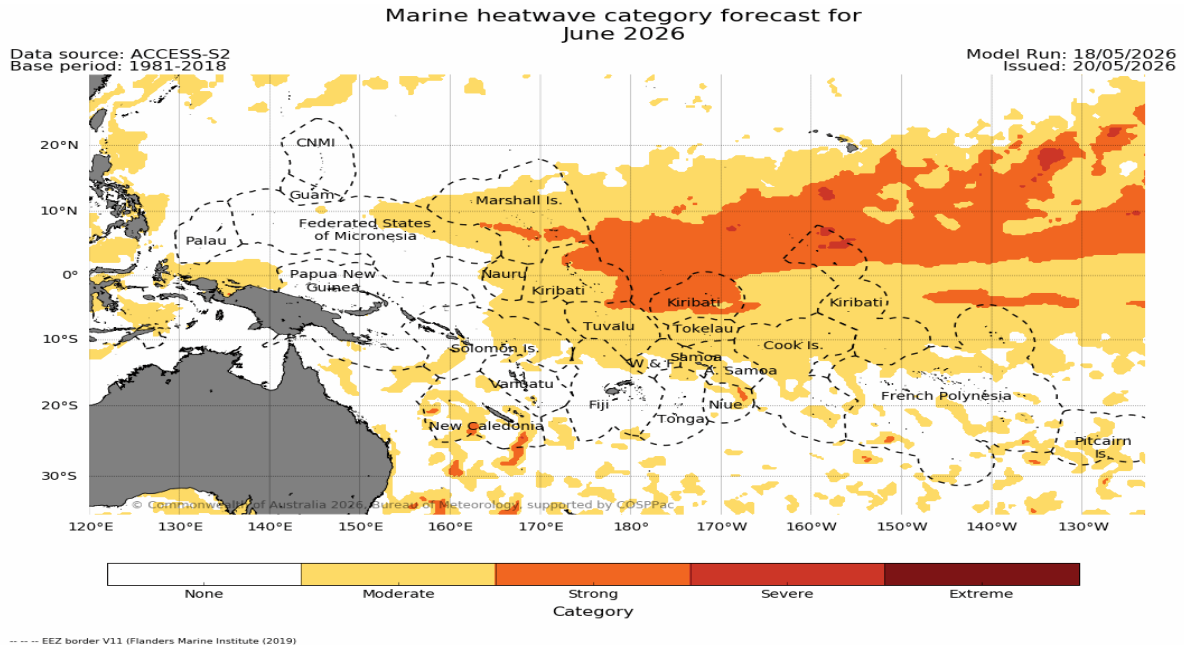 Marine heatwave category forecast for
June 2026
Data source: ACCESS-S2
Base period: 1981-2018
Model Run: 18/05/2026
Issued: 20/05/2026
20°N
10°N
0°
10°S
20°S
30°S
CNMI
Guam
Marshall Is.
Federated States
of Micronesia
Palau
Papua New
Guinea
Nauru
Kiribati
Kiribati
Kiribati
Tuvalu
Tokelau
Solomon Is.
Cook Is.
W & F
Samoa
A. Samoa
Vanuatu
Fiji
Niue
French Polynesia
Tonga
New Caledonia
Pitcairn
Is.
© Commonwealth of Australia 2026, Bureau of Meteorology, supported by COSPPac
120°E
130°E
140°E
150°E
160°E
170°E
180°
170°W
160°W
150°W
140°W
130°W
None
Moderate
Strong
Severe
Extreme
Category
-- -- -- EEZ border V11 (Flanders Marine Institute (2019)